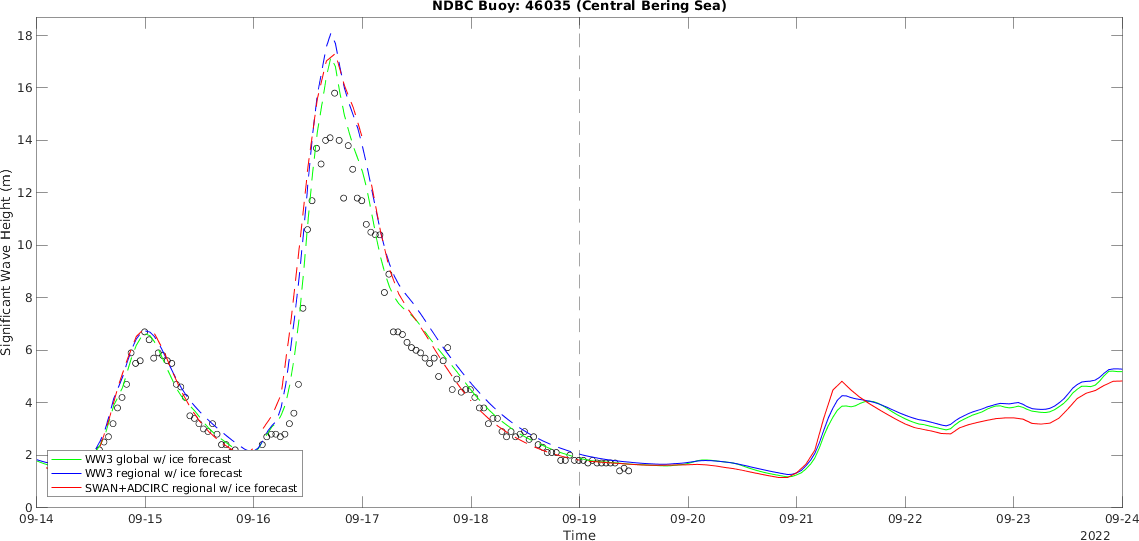 NDBC Buoy: 46035 (Central Bering Sea)
Significant Wave Height (m)
18
16
14
12
10
8
6
4
2
0
WW3 global w/ ice forecast
WW3 regional w/ ice forecast
SWAN+ADCIRC regional w/ ice forecast
09-14 09-15 09-16 09-17 09-18 09-19 09-20 09-21 09-22 09-23 09-24
Time
2022